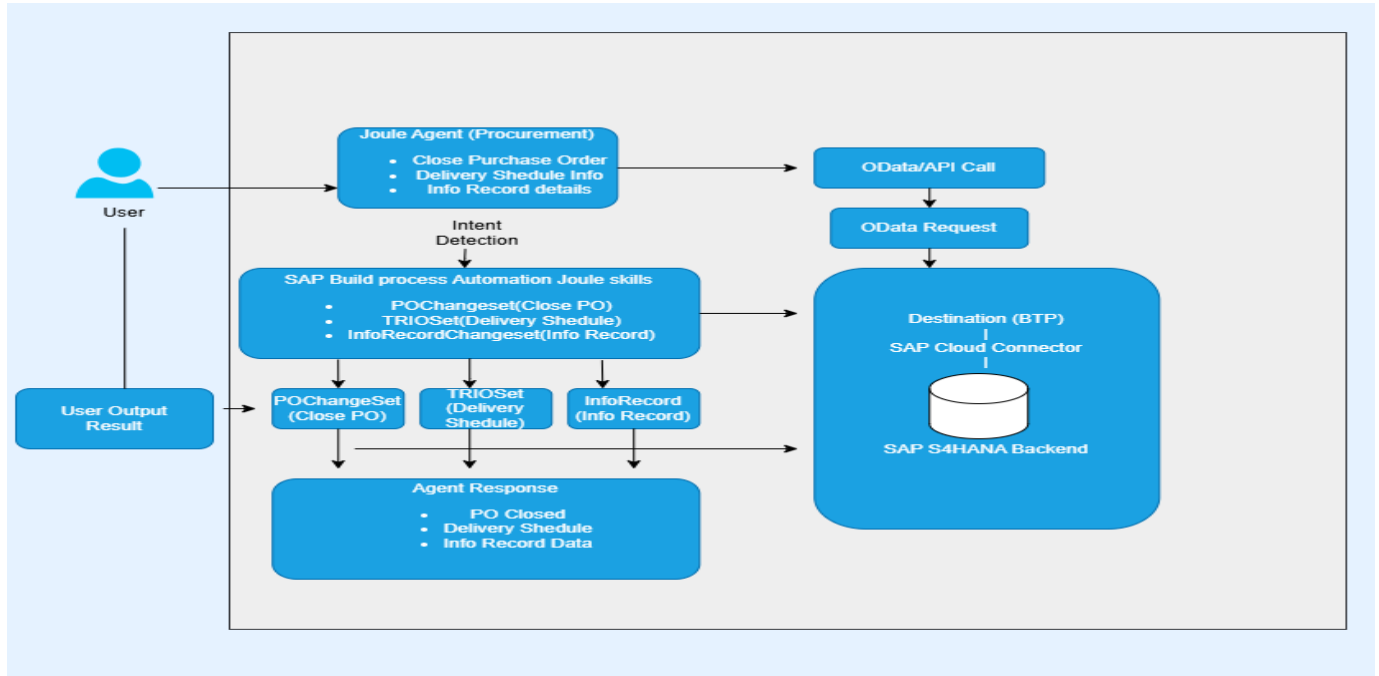 Joule Agent (Procurement)
• Close Purchase Order
• Delivery Shedule Info
• Info Record details
OData/API Call
User
OData Request
Intent
Detection
SAP Build process Automation Joule skills
• POChangeset(Close PO)
• TRIOSet(Delivery Shedule)
• InfoRecordChangeset(Info Record)
Destination (BTP)
|
SAP Cloud Connector
|
User Output
Result
POChangeSet
(Close PO)
TRIOSet
(Delivery
Shedule)
InfoRecord
(Info Record)
SAP S4HANA Backend
Agent Response
• PO Closed
• Delivery Shedule
• Info Record Data